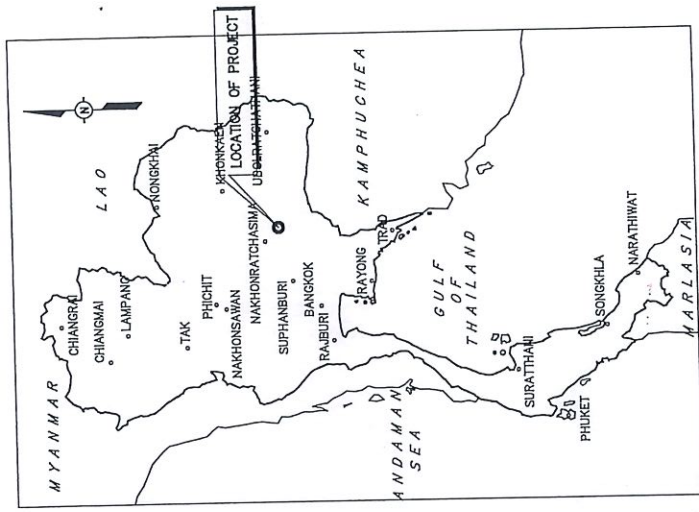 MYANMAR
LAO
CHIANGRAI
CHIANGMAI
LAMPANG
NONGKHAI
TAK
PHICHIT
KHONKAEN
LOCATION OF PROJECT
NAKHONSAWAN
NAKHONRATCHASIMA
UBOLRATCHATHANI
SUPHANBURI
BANGKOK
RAJBURI
RAYONG
TRAD
KAMPHUCHEA
GULF
OF
THAILAND
ANDAMAN
SEA
SURATTHANI
PHUKET
SONGKHLA
NARATHIWAT
MARLASIA
N